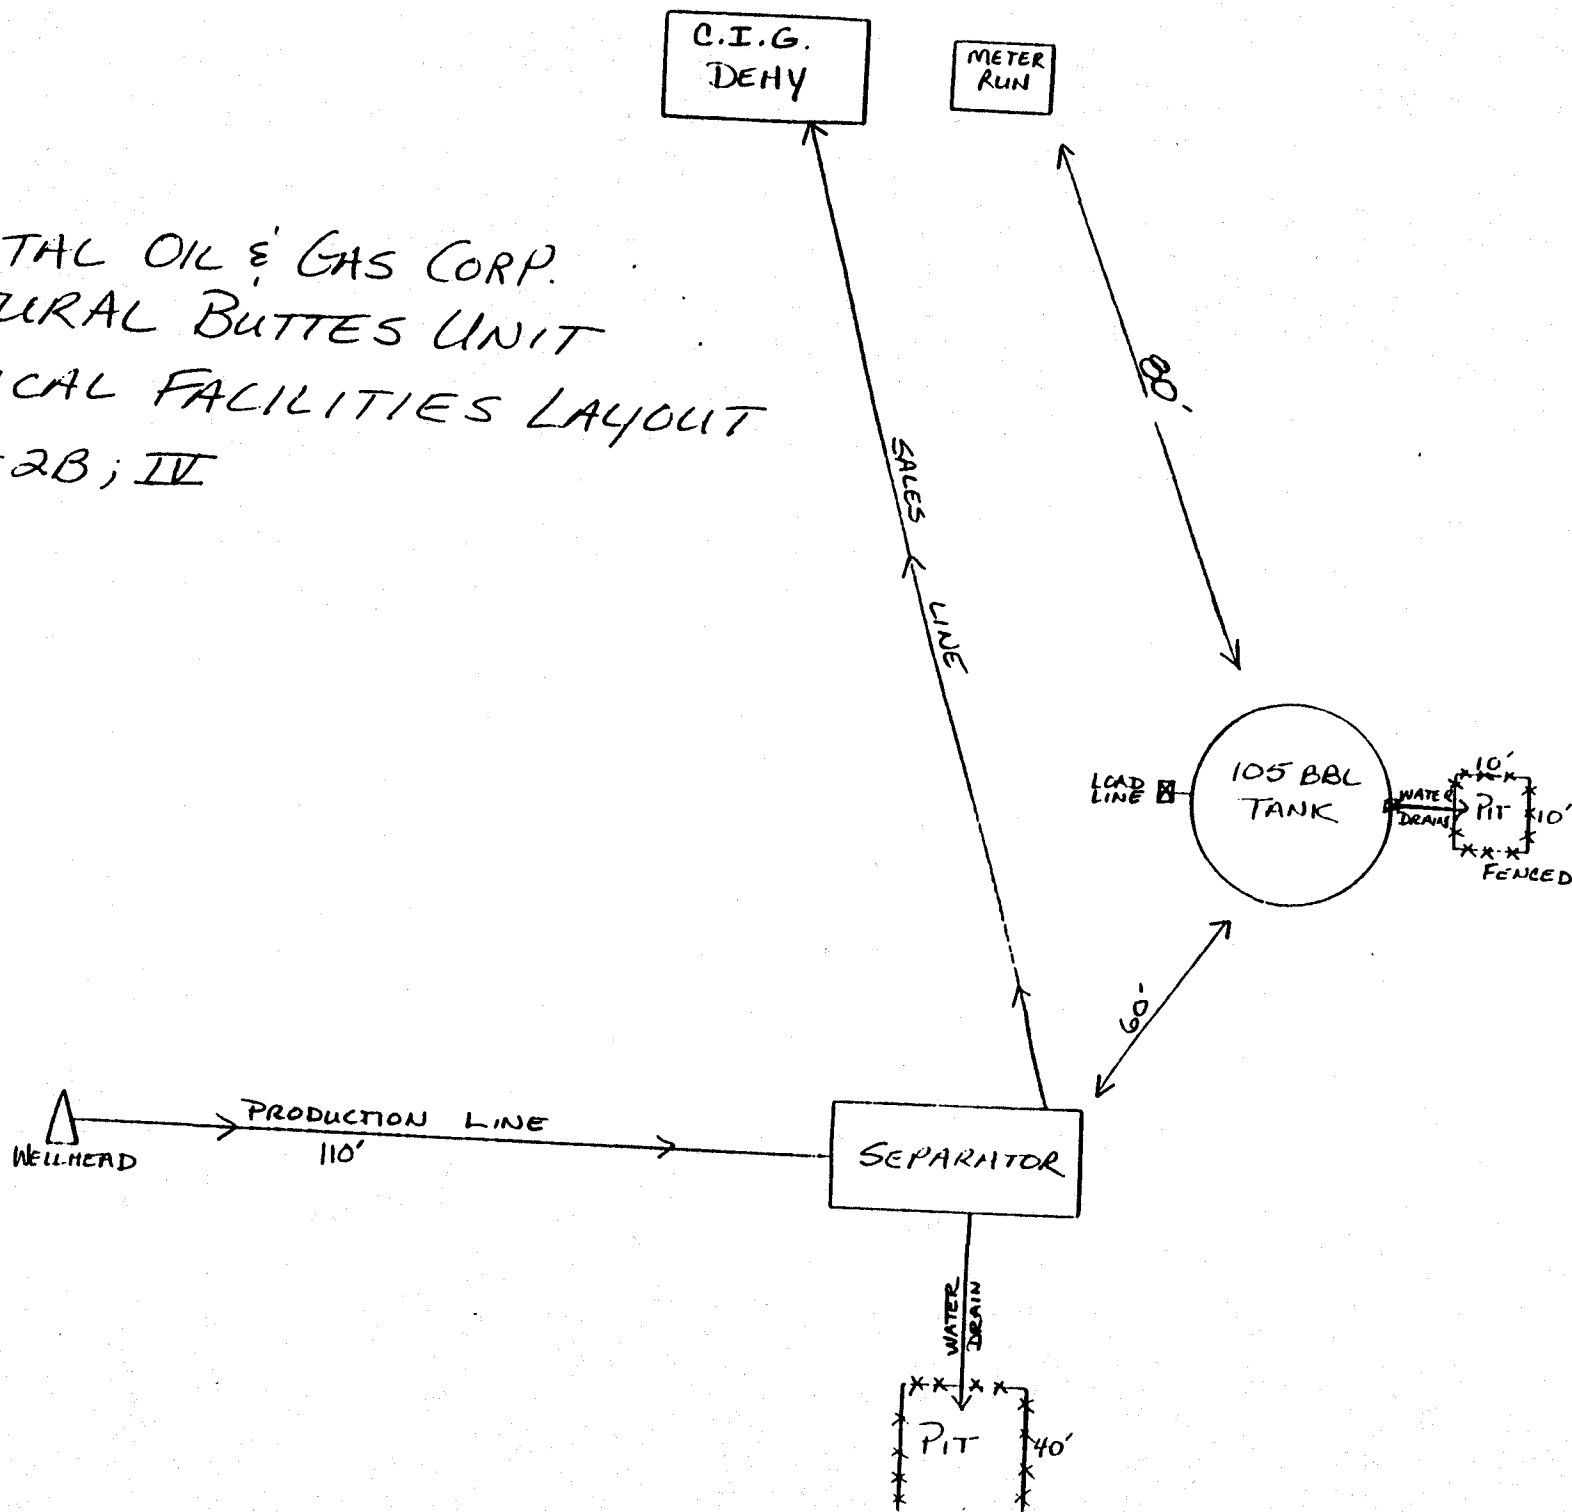 C.I.G.
DEHY
METER
RUN
TAL OIL & GAS CORP.
URAL BUTTES UNIT
ICAL FACILITIES LAYOUT
2B; IV
80'
SALES LINE
LOAD
LINE
105 BBL
TANK
WATER
DRAIN
10'
PIT
10'
FENCED
60'
PRODUCTION LINE
110'
WELLHEAD
SEPARATOR
WATER
DRAIN
PIT
40'